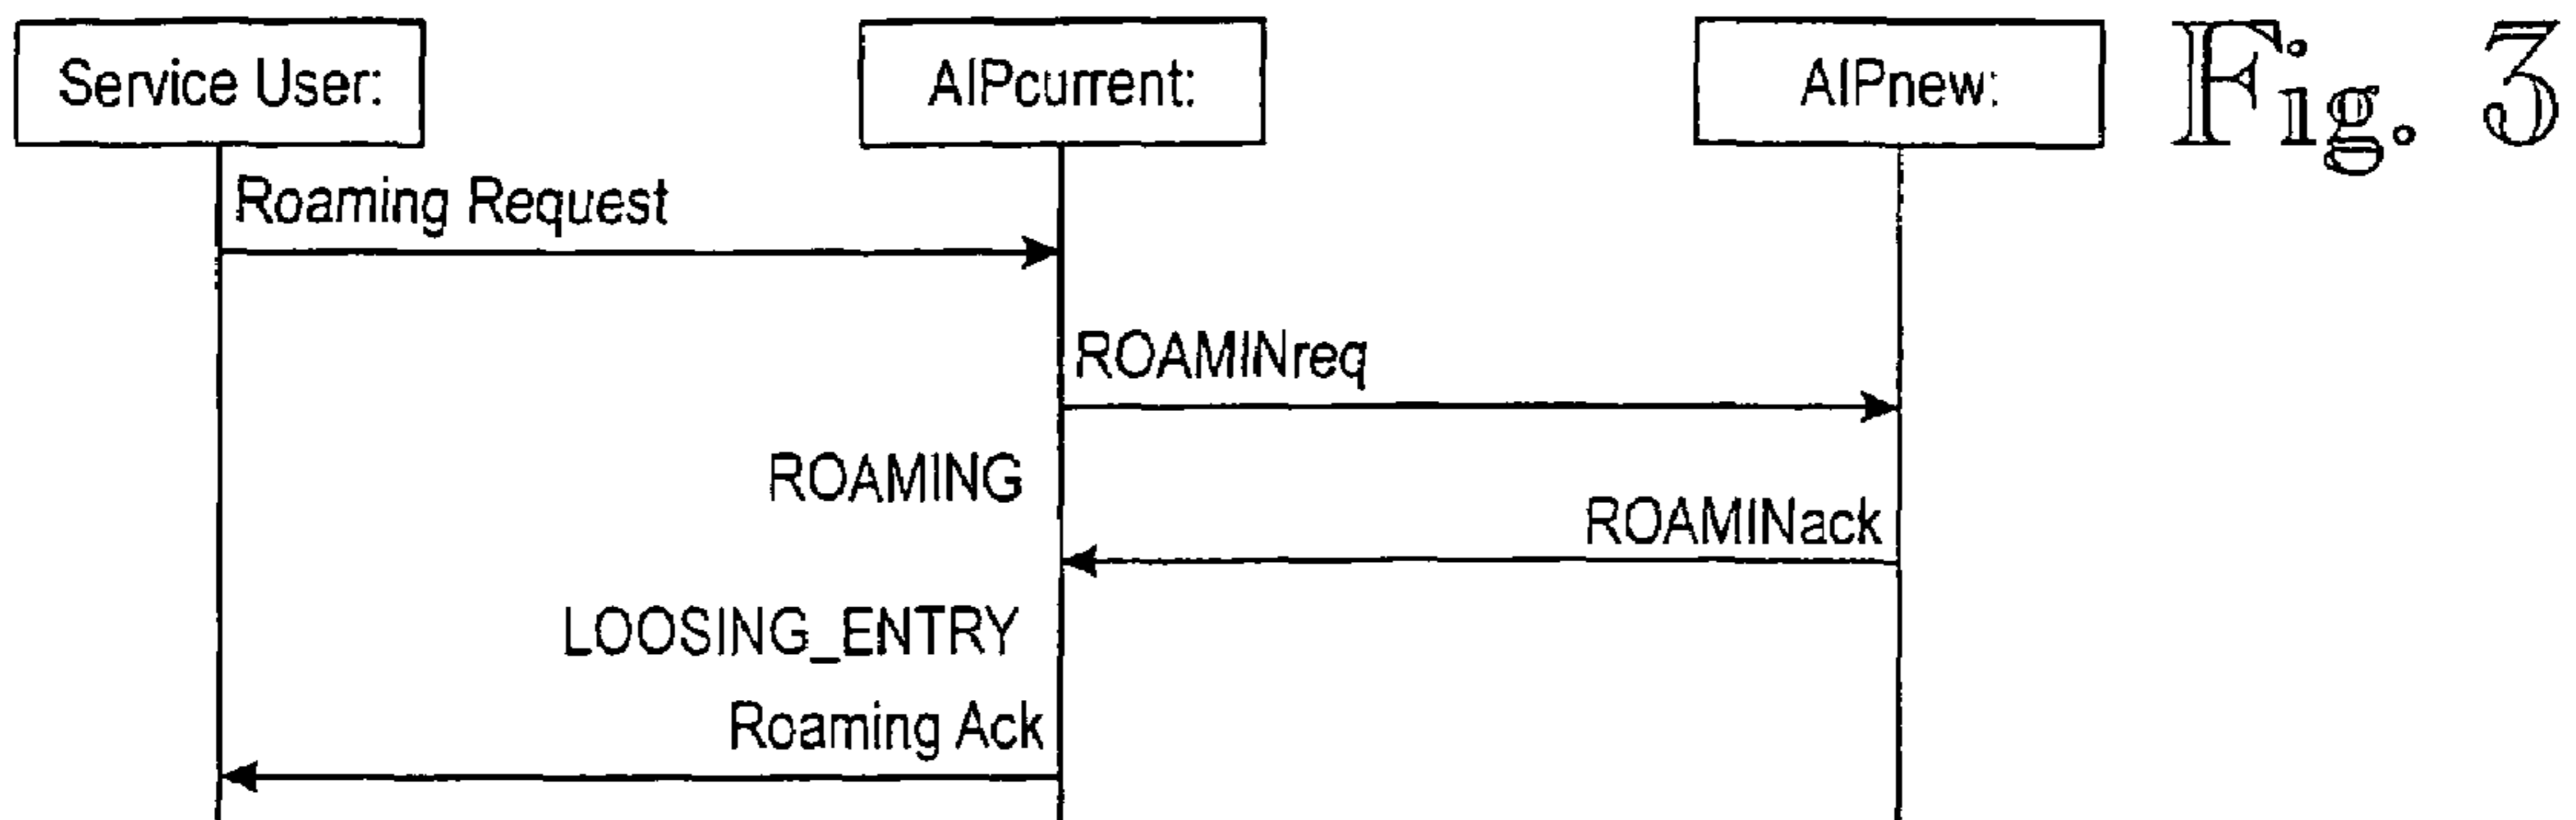 Service User:
AIPcurrent:
AIPnew:
Fig. 3
Roaming Request
ROAMINreq
ROAMING
ROAMINack
LOOSING_ENTRY
Roaming Ack